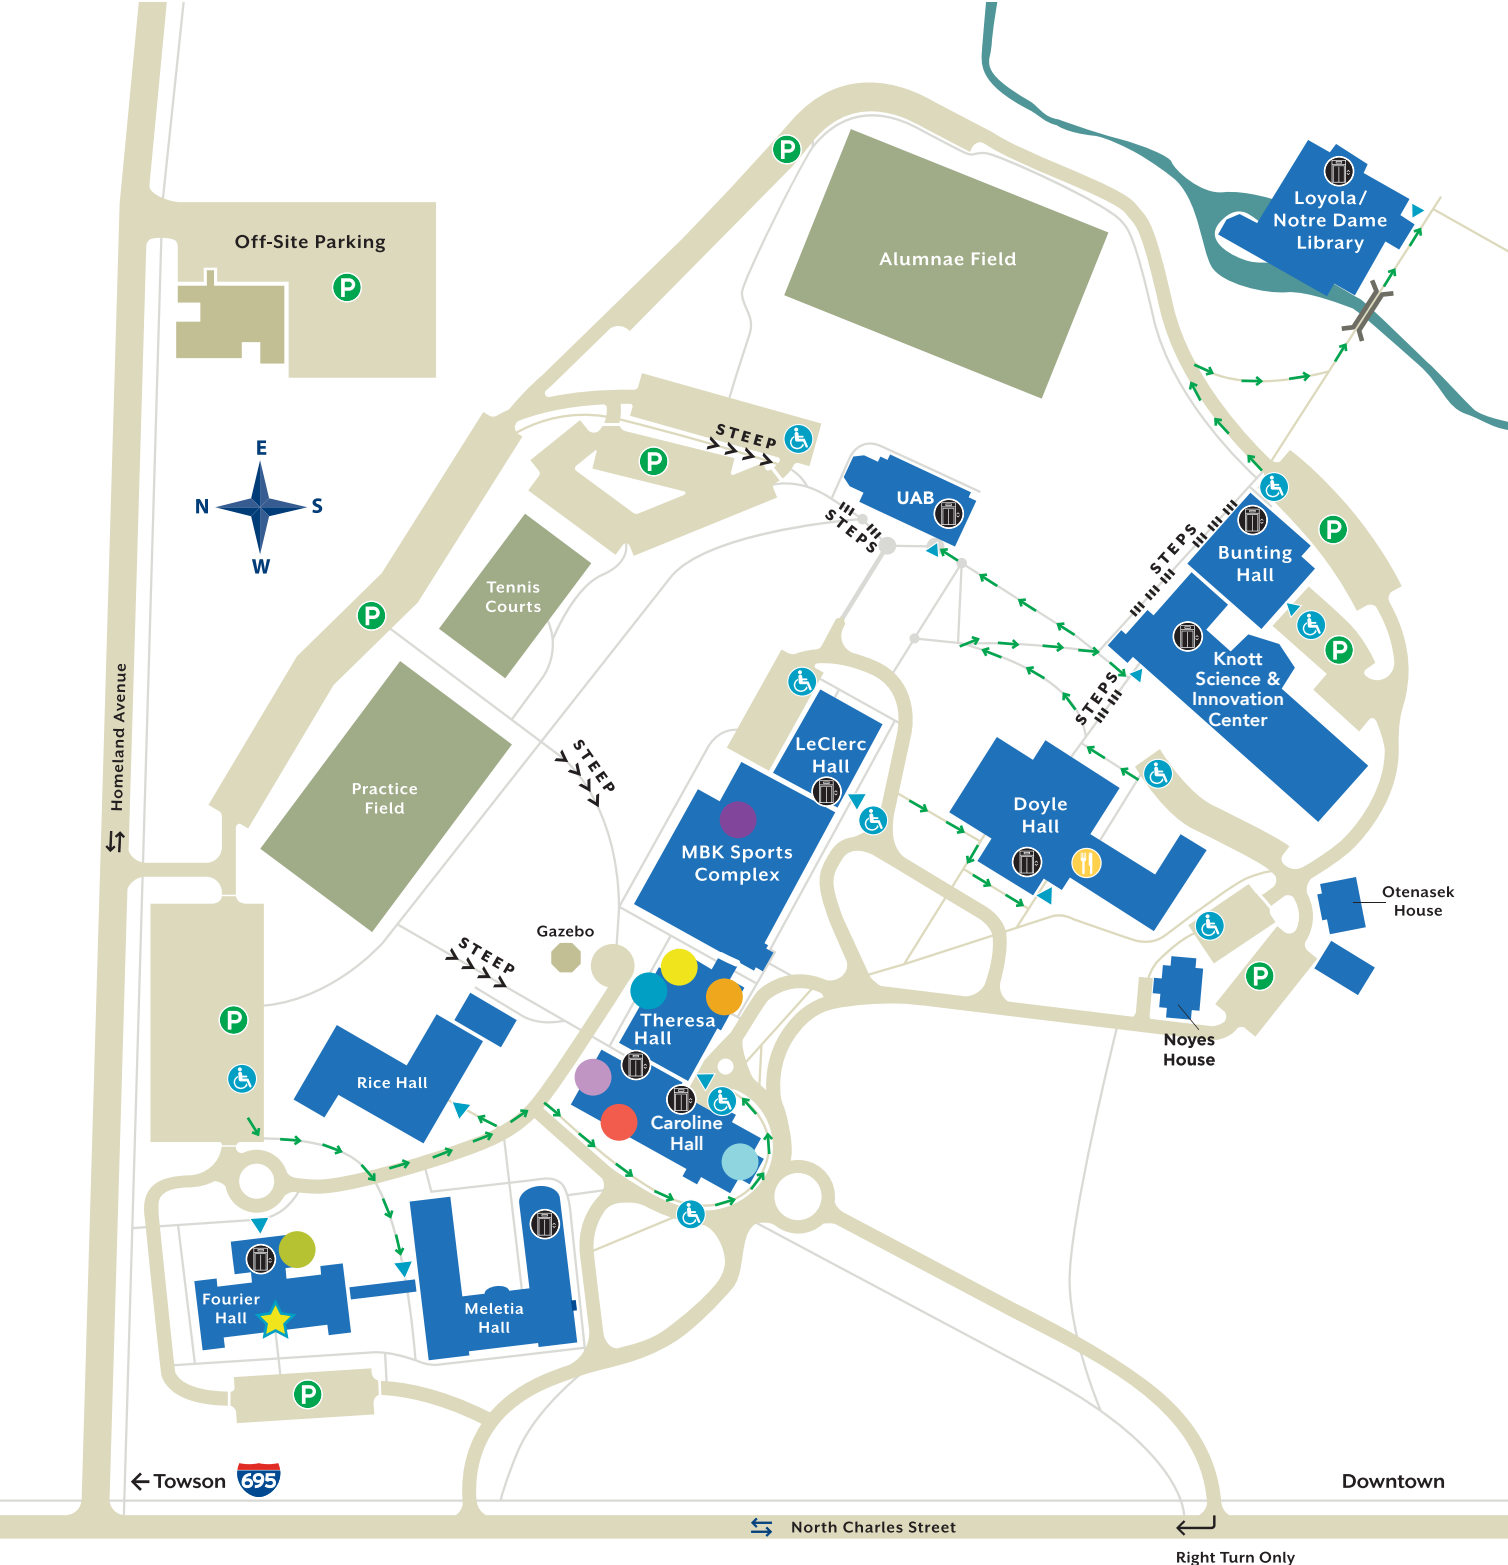 Loyola/
Notre Dame
Library
P
Off-Site Parking
P
Alumnae Field
E
N
S
W
STEEP
P
UAB
STEPS
STEPS
Bunting
Hall
P
P
Tennis
Courts
P
Knott
Science &
Innovation
Center
STEPS
Homeland Avenue
Practice
Field
STEEP
LeClerc
Hall
MBK Sports
Complex
Doyle
Hall
Otenasek
House
Gazebo
STEEP
P
P
Theresa
Hall
Noyes
House
Rice Hall
Caroline
Hall
Fourier
Hall
Meletia
Hall
P
Towson
695
Downtown
North Charles Street
Right Turn Only